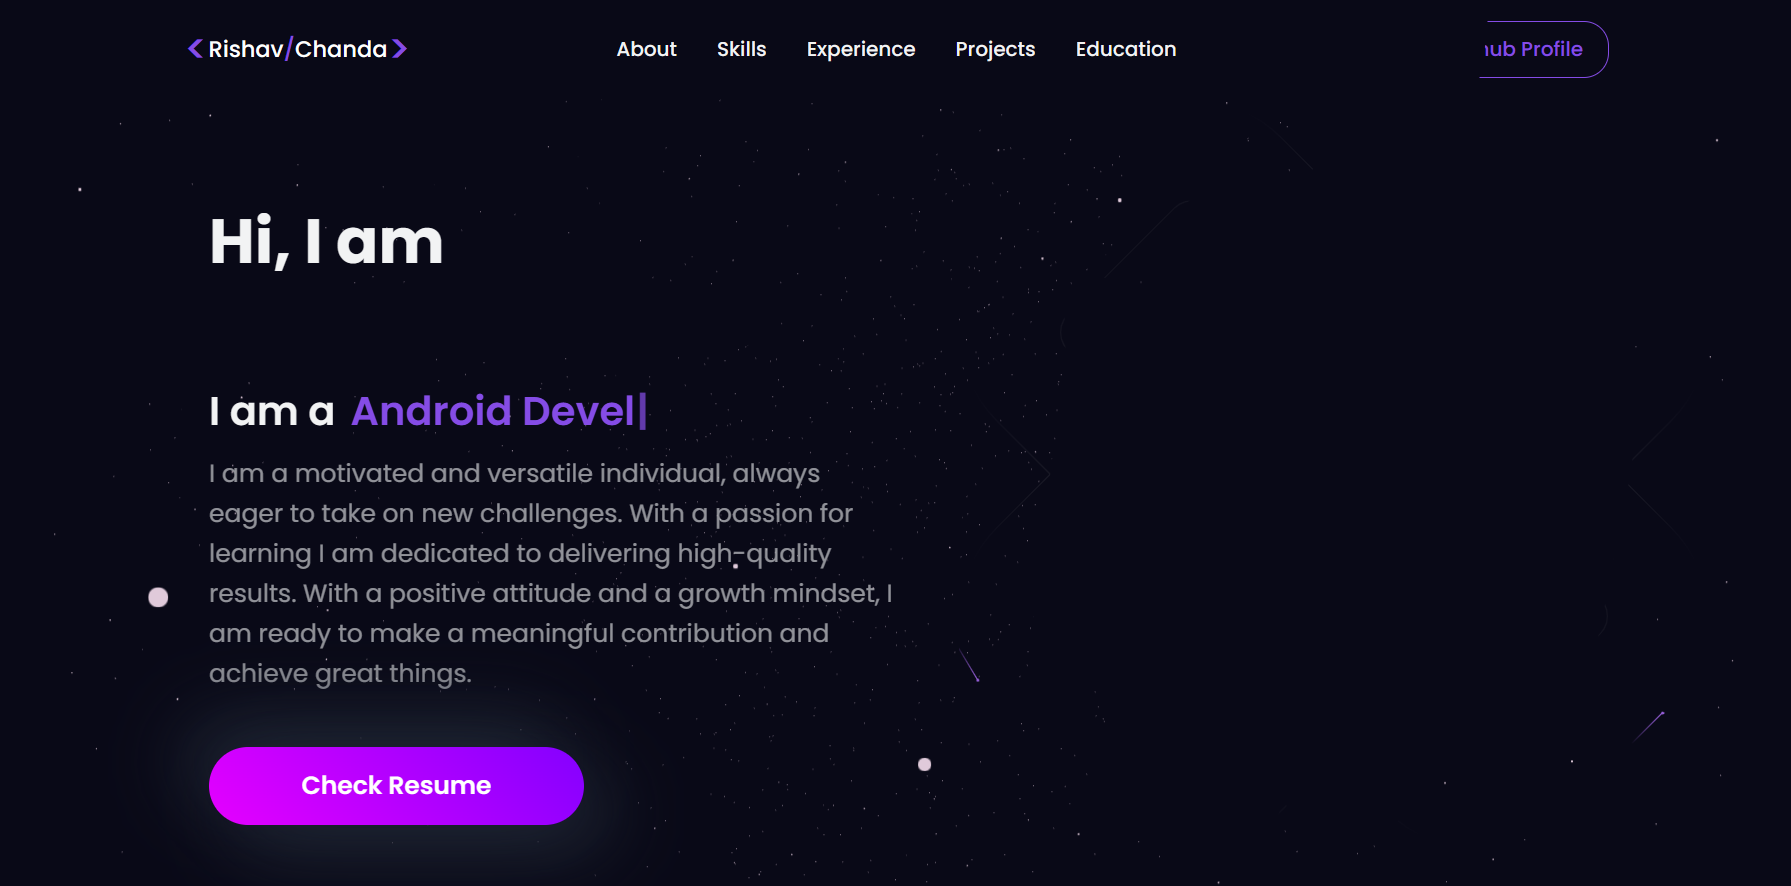 <Rishav/Chanda>
About Skills Experience Projects Education
Profile
Hi, I am
I am a Android Devel
I am a motivated and versatile individual, always
eager to take on new challenges. With a passion for
learning I am dedicated to delivering high-quality
results. With a positive attitude and a growth mindset, I
am ready to make a meaningful contribution and
achieve great things.
Check Resume